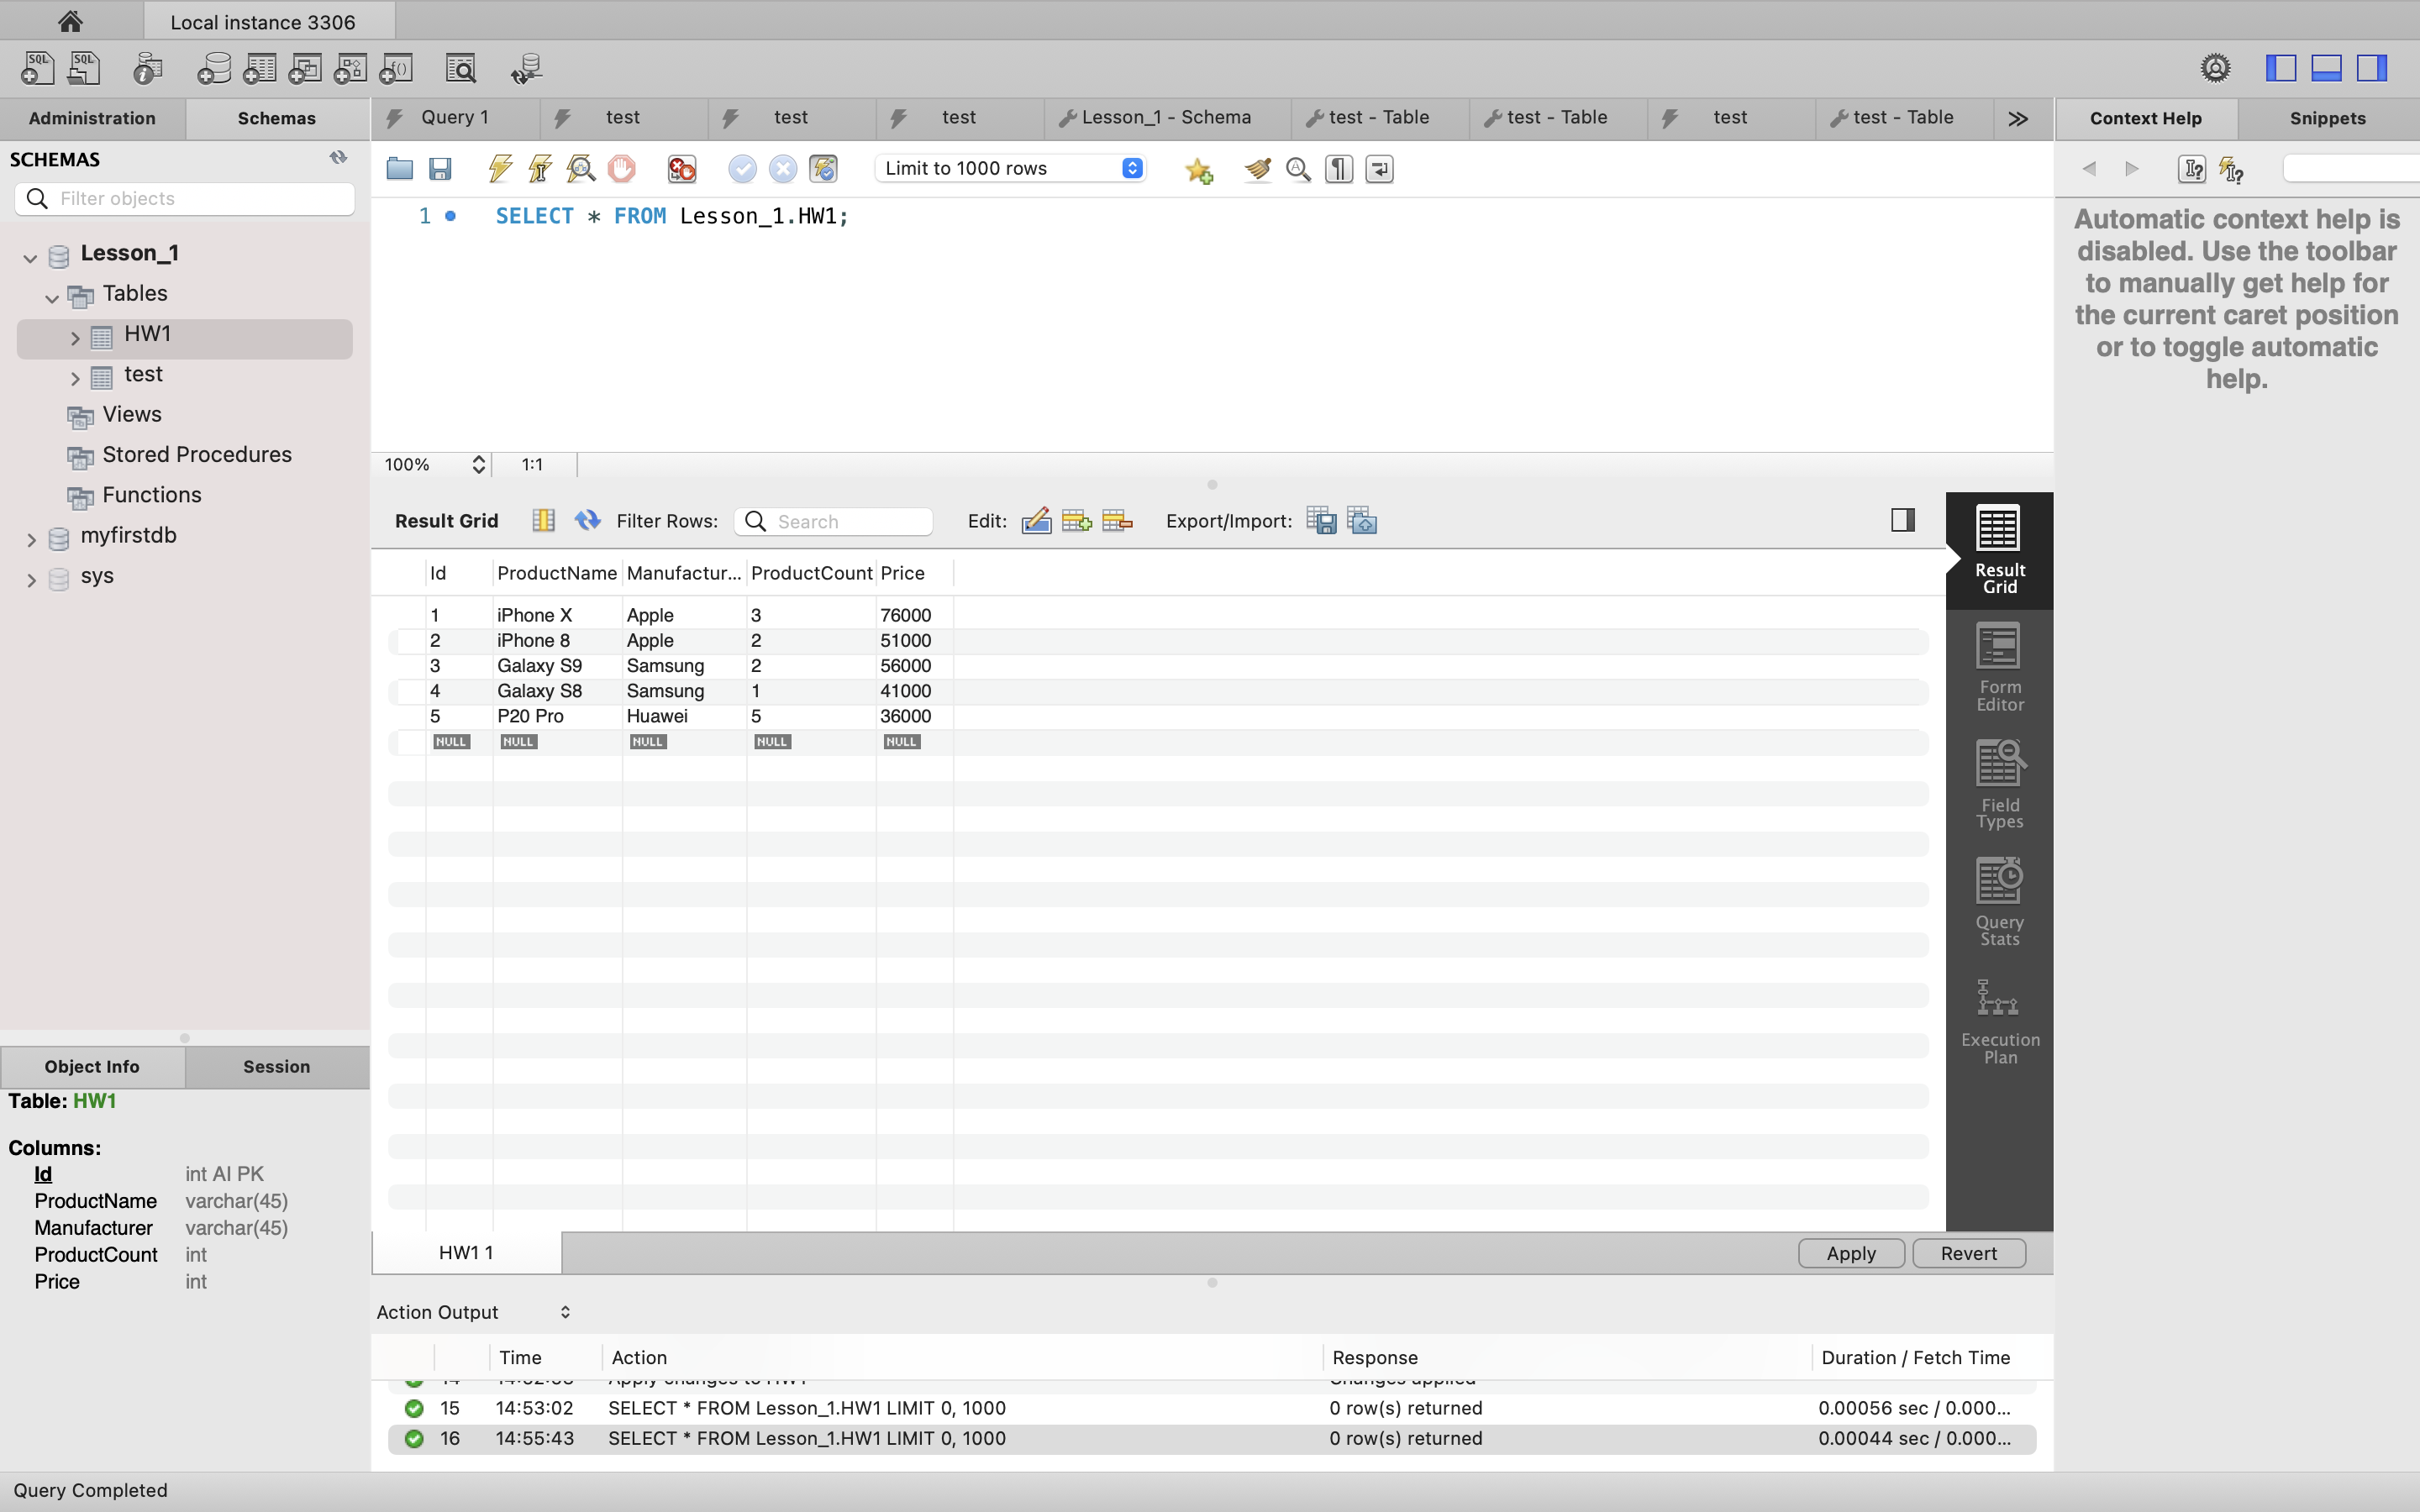 Local instance 3306
Administration Schemas Query 1 test test test Lesson_1 - Schema test - Table test - Table test test - Table Context Help Snippets
SCHEMAS
Filter objects
Lesson_1
Tables
HW1
test
Views
Stored Procedures
Functions
myfirstdb
sys
Limit to 1000 rows
1 SELECT * FROM Lesson_1.HW1;
100% 1:1
Automatic context help is
disabled. Use the toolbar
to manually get help for
the current caret position
or to toggle automatic
help.
Result Grid Filter Rows: Search Edit: Export/Import:
Id ProductName Manufactur... ProductCount Price
1 iPhone X Apple 3 76000
2 iPhone 8 Apple 2 51000
3 Galaxy S9 Samsung 2 56000
4 Galaxy S8 Samsung 1 41000
5 P20 Pro Huawei 5 36000
NULL NULL NULL NULL NULL
Result
Grid
Form
Editor
Field
Types
Query
Stats
Execution
Plan
Object Info Session
Table: HW1
Columns:
Id int AI PK
ProductName varchar(45)
Manufacturer varchar(45)
ProductCount int
Price int
HW1 1 Apply Revert
Action Output
Time Action Response Duration / Fetch Time
15 14:53:02 SELECT * FROM Lesson_1.HW1 LIMIT 0, 1000 0 row(s) returned 0.00056 sec / 0.000...
16 14:55:43 SELECT * FROM Lesson_1.HW1 LIMIT 0, 1000 0 row(s) returned 0.00044 sec / 0.000...
Query Completed